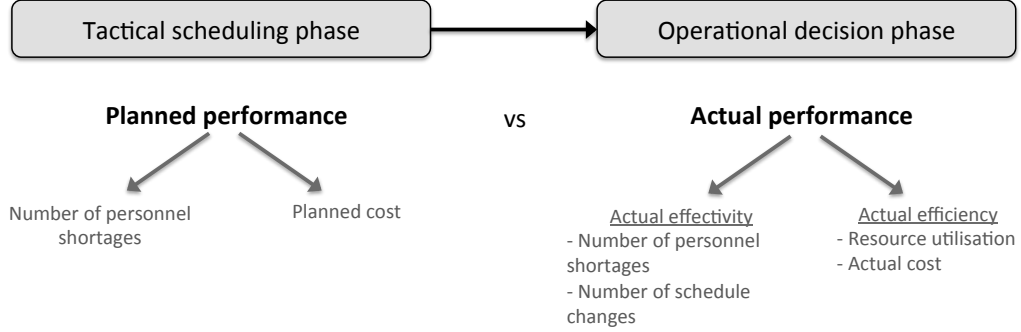 Tactical scheduling phase
Operational decision phase
Planned performance
vs
Actual performance
Number of personnel
shortages
Planned cost
Actual effectivity
- Number of personnel
shortages
- Number of schedule
changes
Actual efficiency
- Resource utilisation
- Actual cost